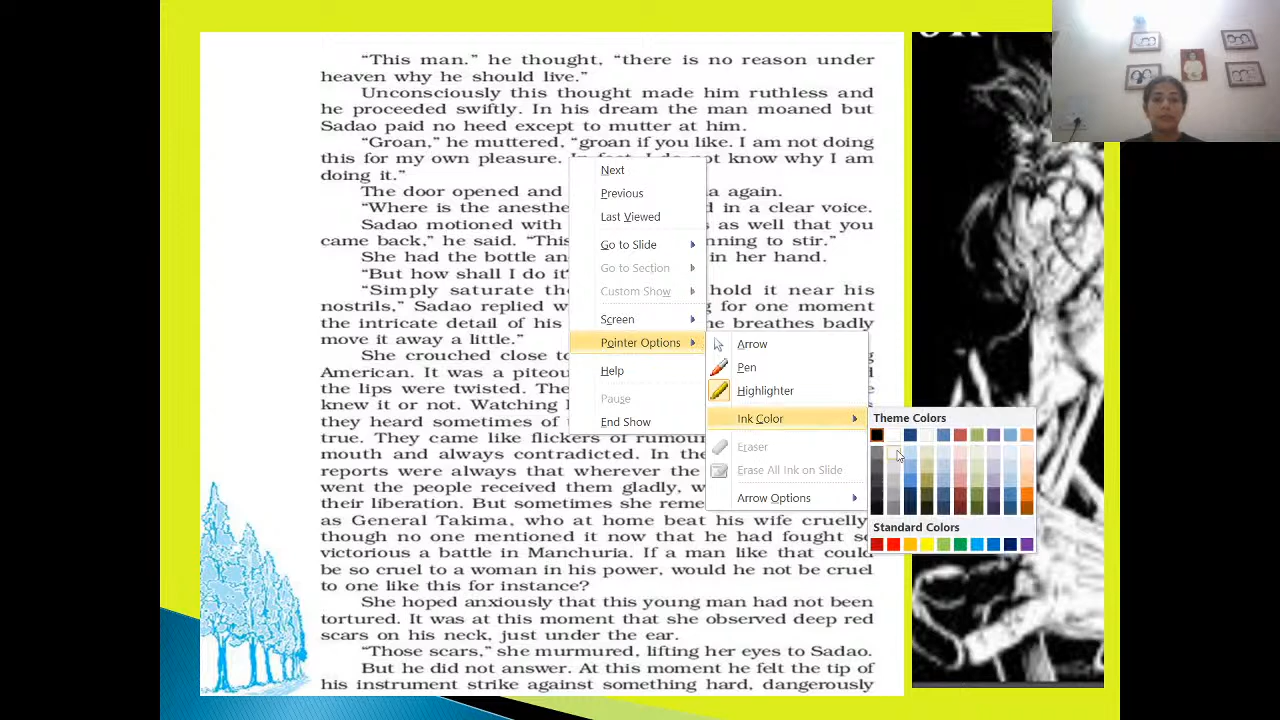 “This man.” he thought, “there is no reason under
heaven why he should live.”
Unconsciously this thought made him ruthless and
he proceeded swiftly. In his dream the man moaned but
Sadao paid no heed except to mutter at him.
“Groan,” he muttered, “groan if you like. I am not doing
this for my own pleasure. In fact, I do not know why I am
doing it.”
The door opened and a again.
“Where is the anesthe d in a clear voice.
Sadao motioned with s as well that you
came back,” he said. “This nning to stir.”
She had the bottle an in her hand.
“But how shall I do it?
“Simply saturate the hold it near his
nostrils,” Sadao replied w g for one moment
the intricate detail of his he breathes badly
move it away a little.”
She crouched close to g
American. It was a piteou d
the lips were twisted. The
knew it or not. Watching
they heard sometimes of
true. They came like flickers of rumour
mouth and always contradicted. In the
reports were always that wherever the
went the people received them gladly, w
their liberation. But sometimes she reme
as General Takima, who at home beat his wife cruelly
though no one mentioned it now that he had fought so
victorious a battle in Manchuria. If a man like that could
be so cruel to a woman in his power, would he not be cruel
to one like this for instance?
She hoped anxiously that this young man had not been
tortured. It was at this moment that she observed deep red
scars on his neck, just under the ear.
“Those scars,” she murmured, lifting her eyes to Sadao.
But he did not answer. At this moment he felt the tip of
his instrument strike against something hard, dangerously
Next
Previous
Last Viewed
Go to Slide
Go to Section
Custom Show
Screen
Pointer Options
Help
Pause
End Show
Arrow
Pen
Highlighter
Ink Color
Eraser
Erase All Ink on Slide
Arrow Options
Theme Colors
Standard Colors